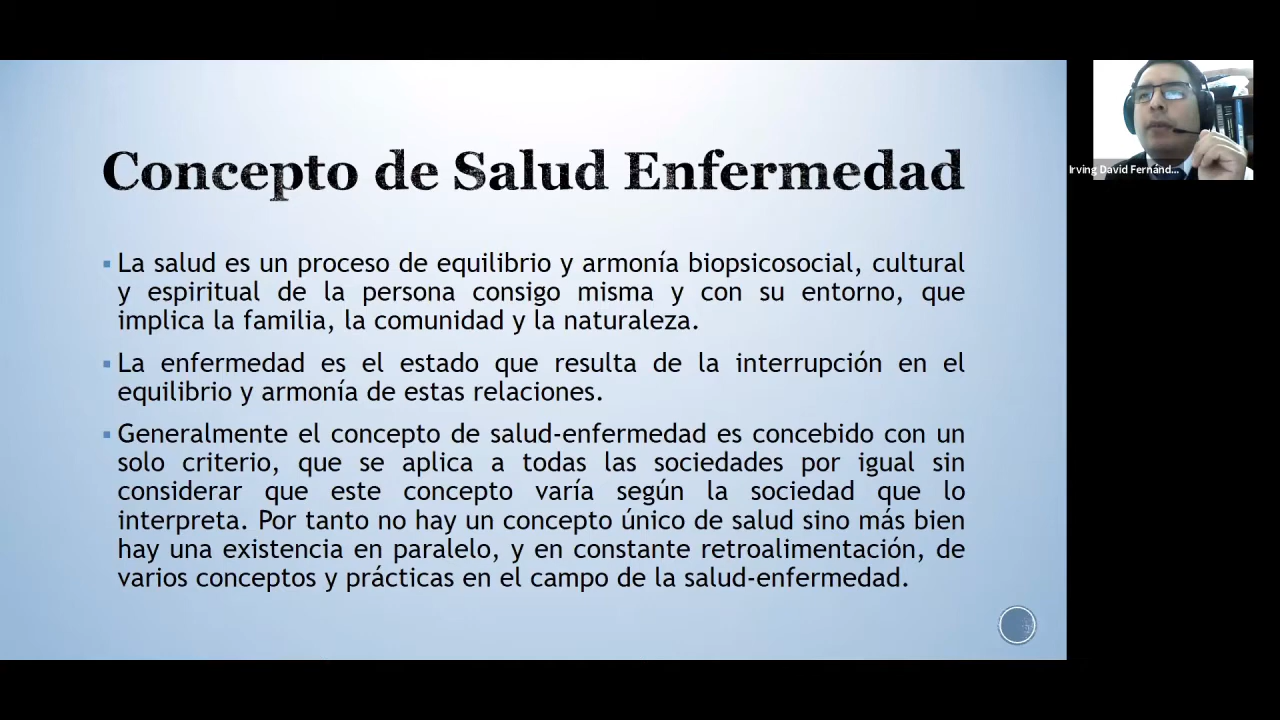 Concepto de Salud Enfermedad
▪ La salud es un proceso de equilibrio y armonía biopsicosocial, cultural
y espiritual de la persona consigo misma y con su entorno, que
implica la familia, la comunidad y la naturaleza.
▪ La enfermedad es el estado que resulta de la interrupción en el
equilibrio y armonía de estas relaciones.
▪ Generalmente el concepto de salud-enfermedad es concebido con un
solo criterio, que se aplica a todas las sociedades por igual sin
considerar que este concepto varía según la sociedad que lo
interpreta. Por tanto no hay un concepto único de salud sino más bien
hay una existencia en paralelo, y en constante retroalimentación, de
varios conceptos y prácticas en el campo de la salud-enfermedad.
Irving David Fernánd...